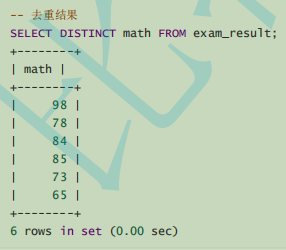 -- 去重结果
SELECT DISTINCT math FROM exam_result;
+--------+
| math |
+--------+
|     98 |
|     78 |
|     84 |
|     85 |
|     73 |
|     65 |
+--------+
6 rows in set (0.00 sec)